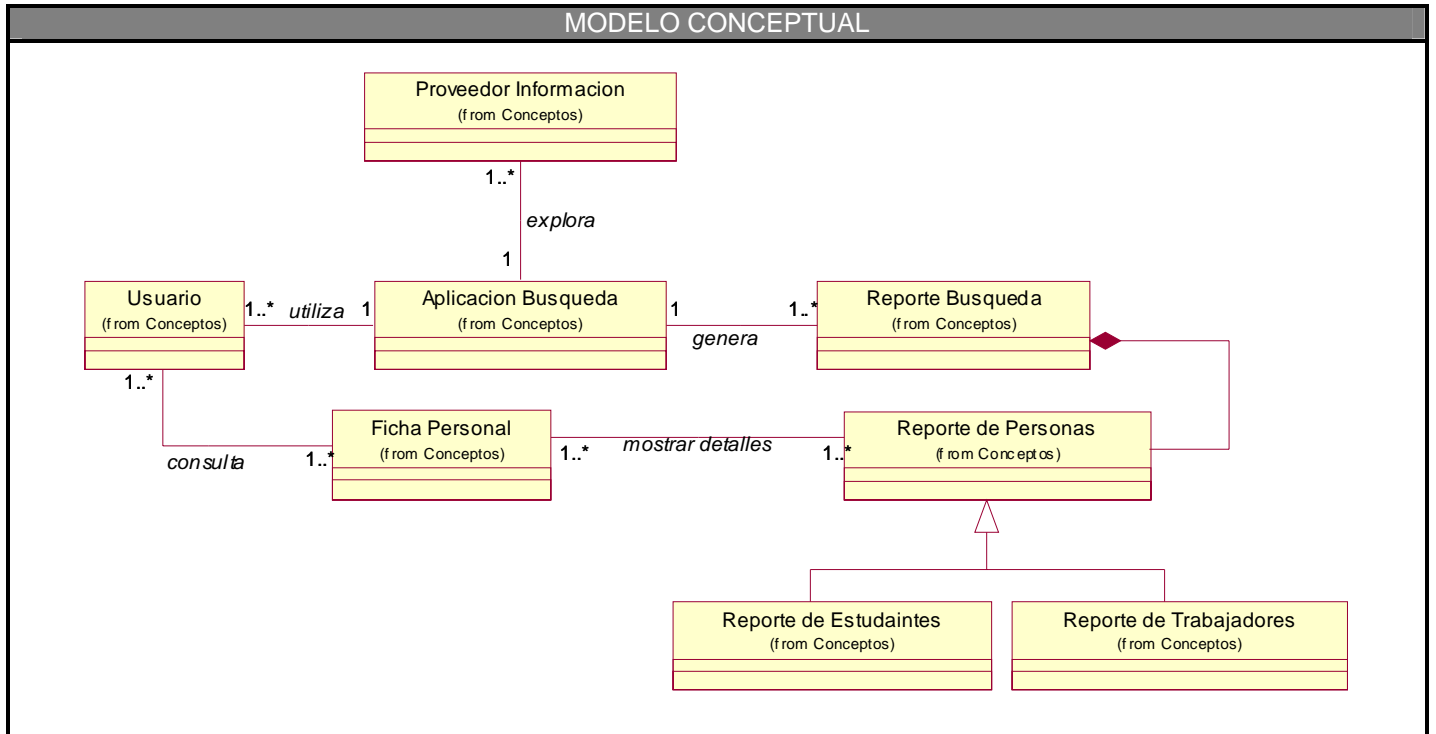 MODELO CONCEPTUAL
Proveedor Informacion
(from Conceptos)
1..*
explora
1
Usuario
(from Conceptos)
1..* utiliza 1
Aplicacion Busqueda
(from Conceptos)
1
genera
1..*
Reporte Busqueda
(from Conceptos)
1..*
consulta
1..*
Ficha Personal
(from Conceptos)
1..*
mostrar detalles
1..*
Reporte de Personas
(from Conceptos)
Reporte de Estudaintes
(from Conceptos)
Reporte de Trabajadores
(from Conceptos)